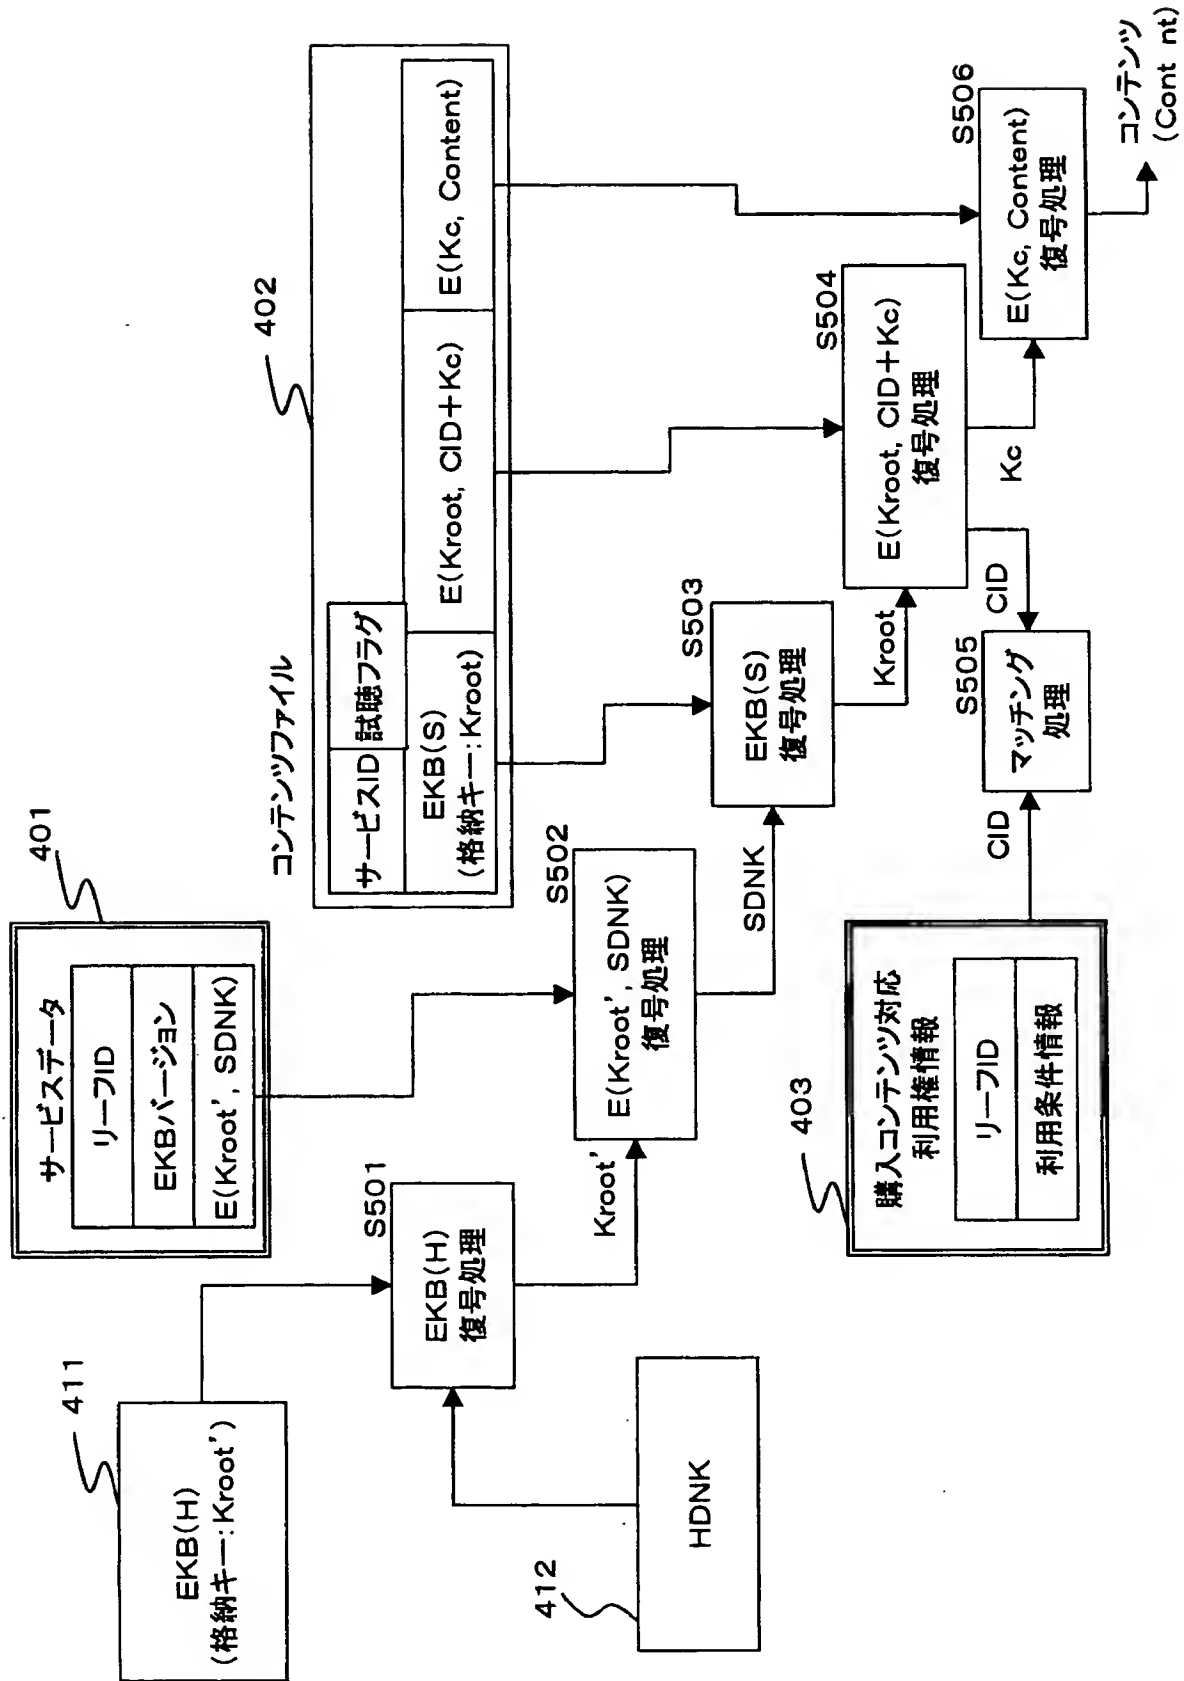 411
EKB(H)
(格納キー:Kroot')
401
サービスデータ
リーフID
EKBバージョン
E(Kroot', SDNK)
コンテンツファイル
402
サービスID
試聴フラグ
EKB(S)
(格納キー:Kroot)
E(Kroot, CID+Kc)
E(Kc, Content)
412
HDNK
S501
EKB(H)
復号処理
Kroot'
S502
E(Kroot', SDNK)
復号処理
SDNK
S503
EKB(S)
復号処理
Kroot
S504
E(Kroot, CID+Kc)
復号処理
CID
Kc
403
購入コンテンツ対応
利用権情報
リーフID
利用条件情報
CID
S505
マッチング
処理
S506
E(Kc, Content)
復号処理
コンテンツ
(Cont nt)